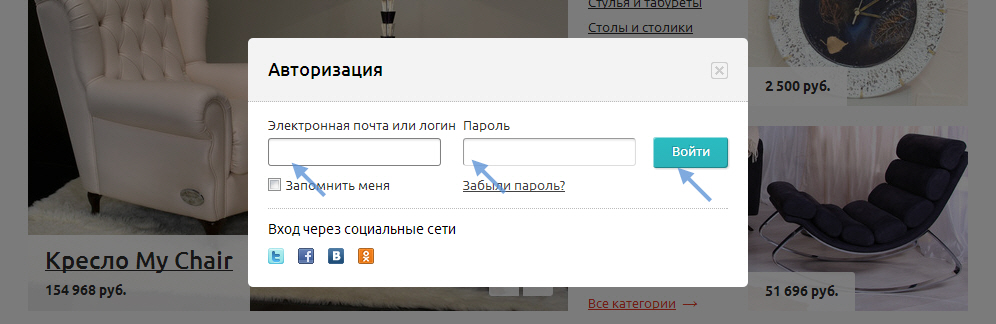 Стулья и табуреты
Столы и столики
2 500 руб.
Авторизация
Электронная почта или логин
Пароль
Войти
Запомнить меня
Забыли пароль?
Вход через социальные сети
Кресло My Chair
154 968 руб.
51 696 руб.
Все категории →